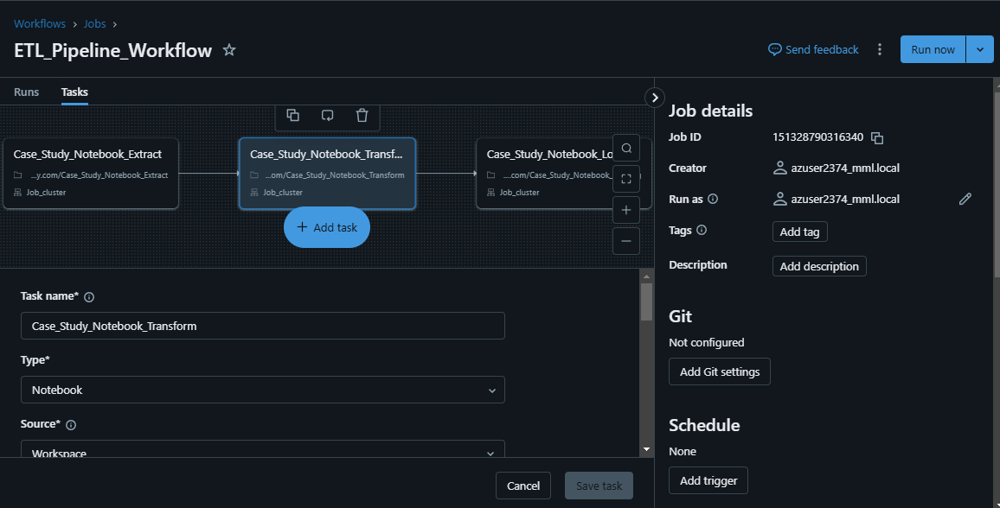 Workflows › Jobs ›
ETL_Pipeline_Workflow
Send feedback
Run now
Runs
Tasks
Case_Study_Notebook_Extract
...y.com/Case_Study_Notebook_Extract
Job_cluster
Case_Study_Notebook_Transf...
...om/Case_Study_Notebook_Transform
Job_cluster
Case_Study_Notebook_Lo
....com/Case_Study_Notebook_
Job_cluster
+ Add task
Task name*
Case_Study_Notebook_Transform
Type*
Notebook
Source*
Workspace
Cancel
Save task
Job details
Job ID 151328790316340
Creator azuser2374_mml.local
Run as azuser2374_mml.local
Tags Add tag
Description Add description
Git
Not configured
Add Git settings
Schedule
None
Add trigger